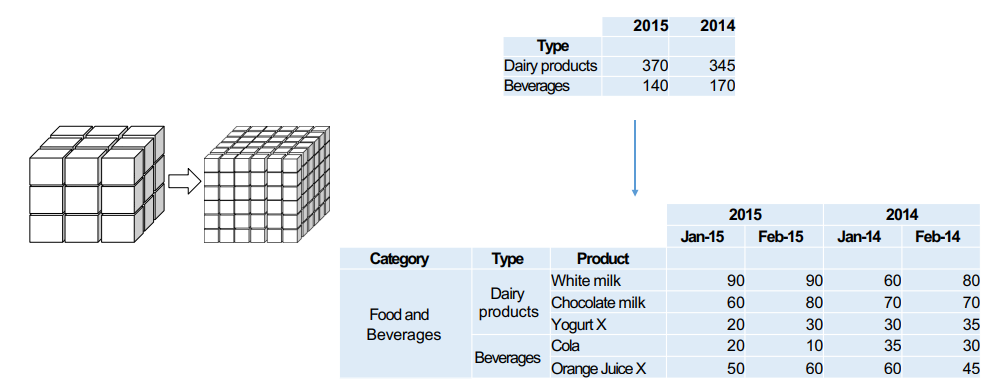 2015 2014
Type
Dairy products 370 345
Beverages 140 170
2015 2014
Jan-15 Feb-15 Jan-14 Feb-14
Category Type Product
Food and Beverages
Dairy products
White milk 90 90 60 80
Chocolate milk 60 80 70 70
Yogurt X 20 30 30 35
Beverages
Cola 20 10 35 30
Orange Juice X 50 60 60 45